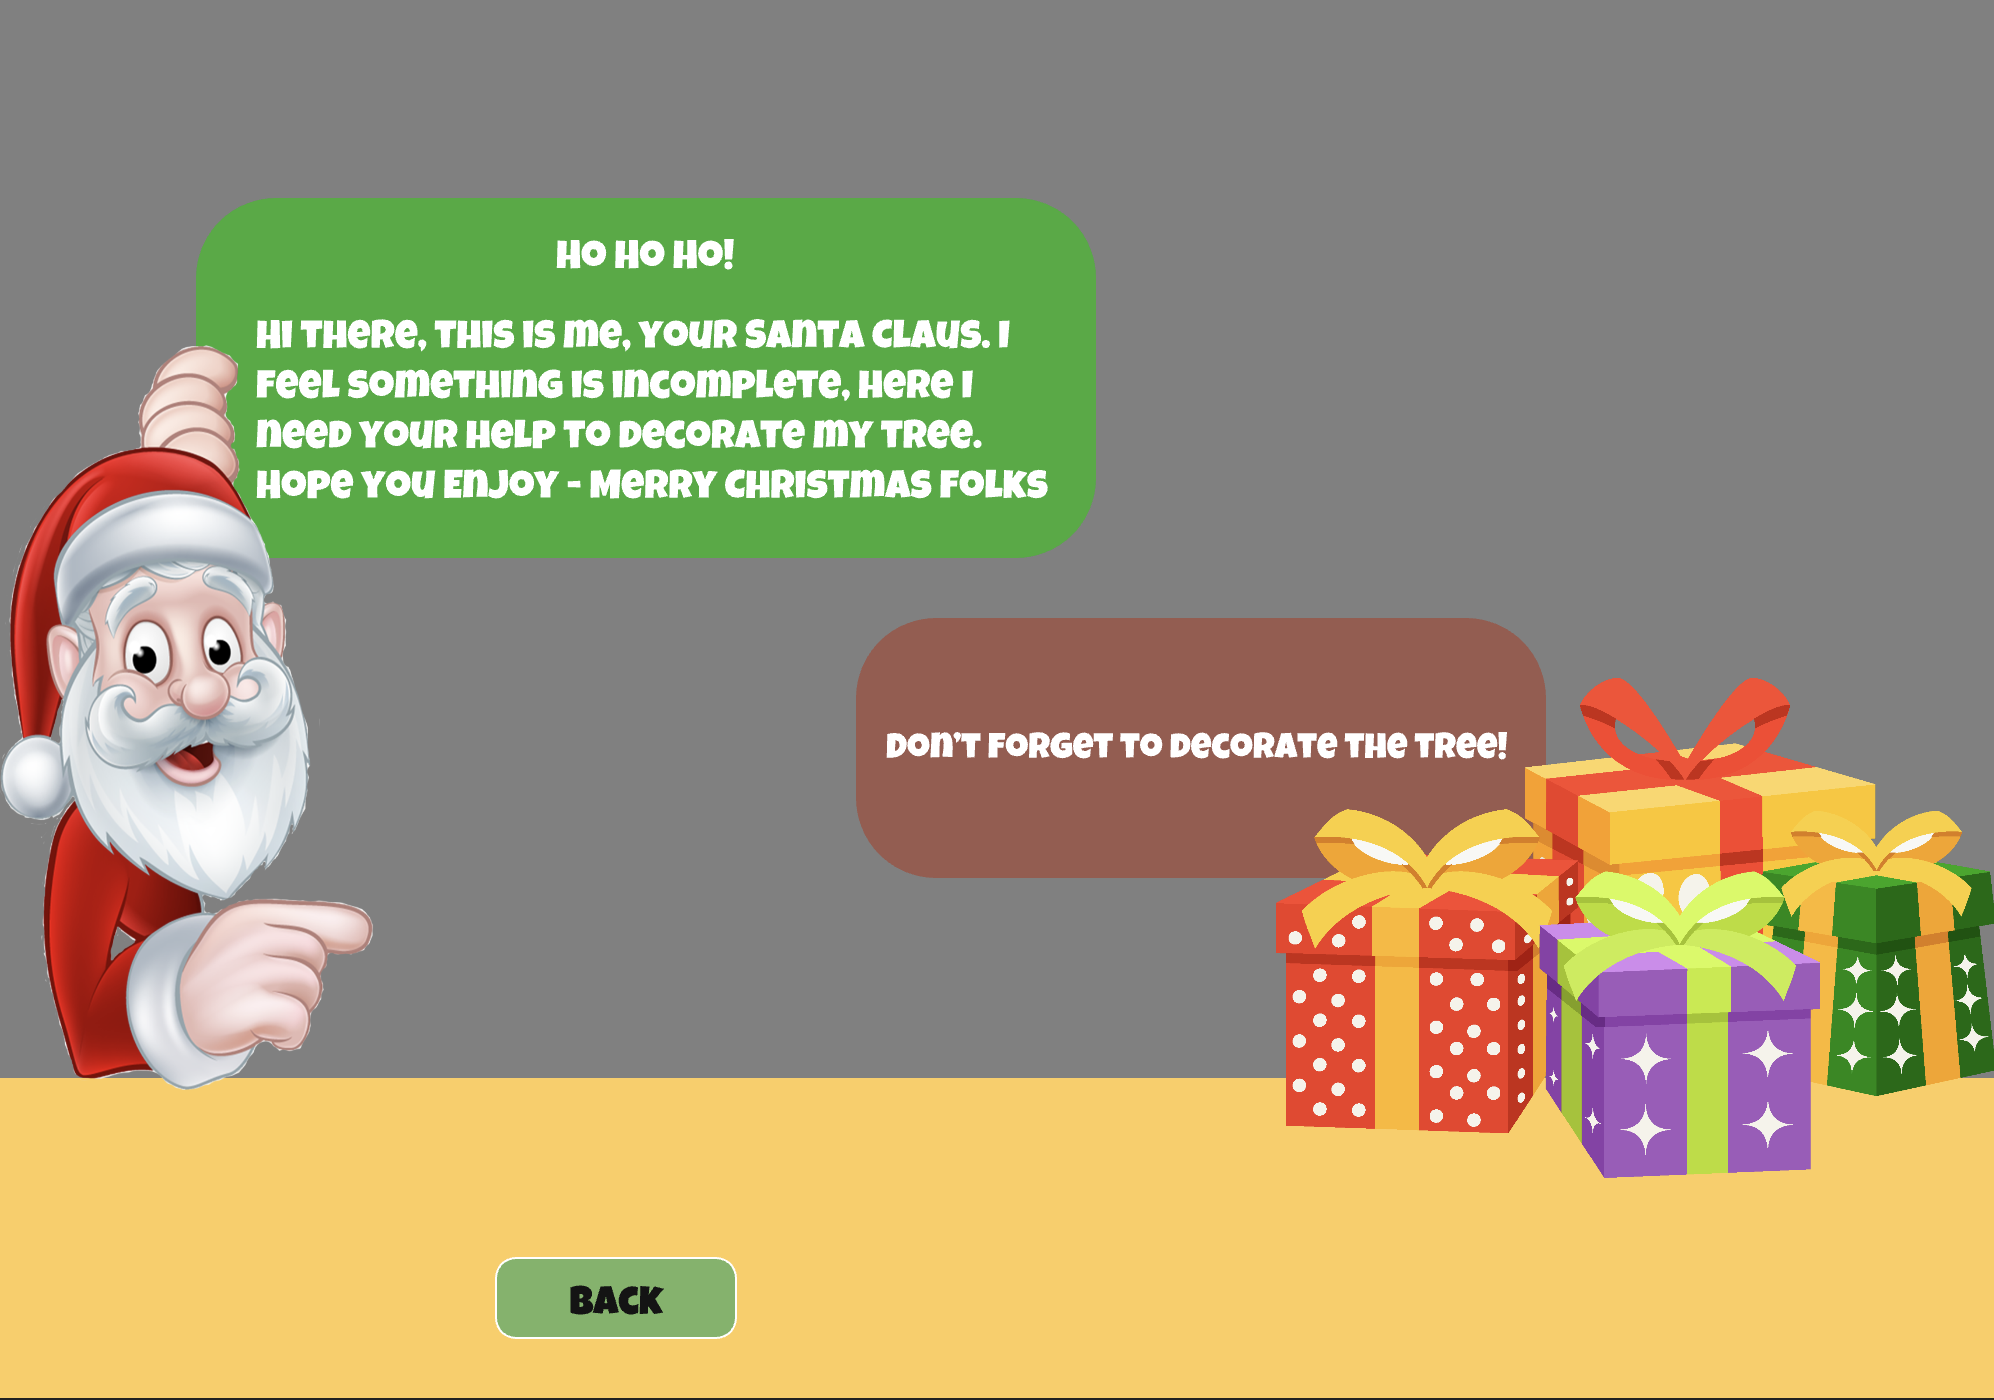 HO HO HO!
HI THERE, THIS IS ME, YOUR SANTA CLAUS. I
FEEL SOMETHING IS INCOMPLETE, HERE I
NEED YOUR HELP TO DECORATE MY TREE.
HOPE YOU ENJOY - MERRY CHRISTMAS FOLKS
DON'T FORGET TO DECORATE THE TREE!
BACK